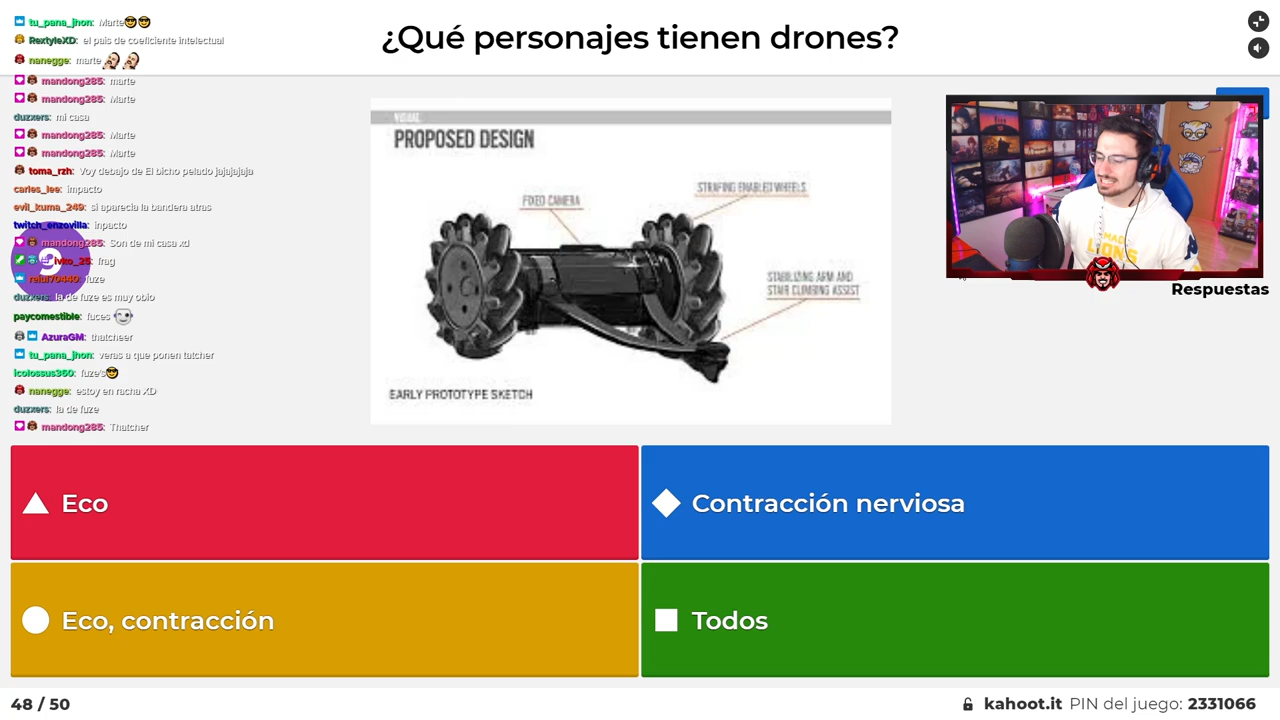 ¿Qué personajes tienen drones?
tu_pana_jhon: Marte
RextyleXD: el pais de coeficiente intelectual
nanegge: marte
mandong285: marte
mandong285: Marte
duzxers: mi casa
mandong285: Marte
mandong285: Marte
toma_rzh: Voy debajo de El bicho pelado jajajajaja
carles_lee: impacto
evil_kuma_249: si aparecia la bandera atras
twitch_enzovilla: inpacto
mandong285: Son de mi casa xd
ivko_25: frag
fuze
duzxers: la de fuze es muy obio
paycomestible: fuces
AzuraGM: thatcheer
tu_pana_jhon: veras a que ponen tatcher
icolossus360: fuze's
nanegge: estoy en racha XD
duzxers: la de fuze
mandong285: Thatcher
9
VISUAL
PROPOSED DESIGN
FIXED CAMERA
STRAFING ENABLED WHEELS
STABILIZING ARM AND
STAIR CLIMBING ASSIST
EARLY PROTOTYPE SKETCH
LIONS
Respuestas
Eco
Contracción nerviosa
Eco, contracción
Todos
48 / 50
kahoot.it PIN del juego: 2331066